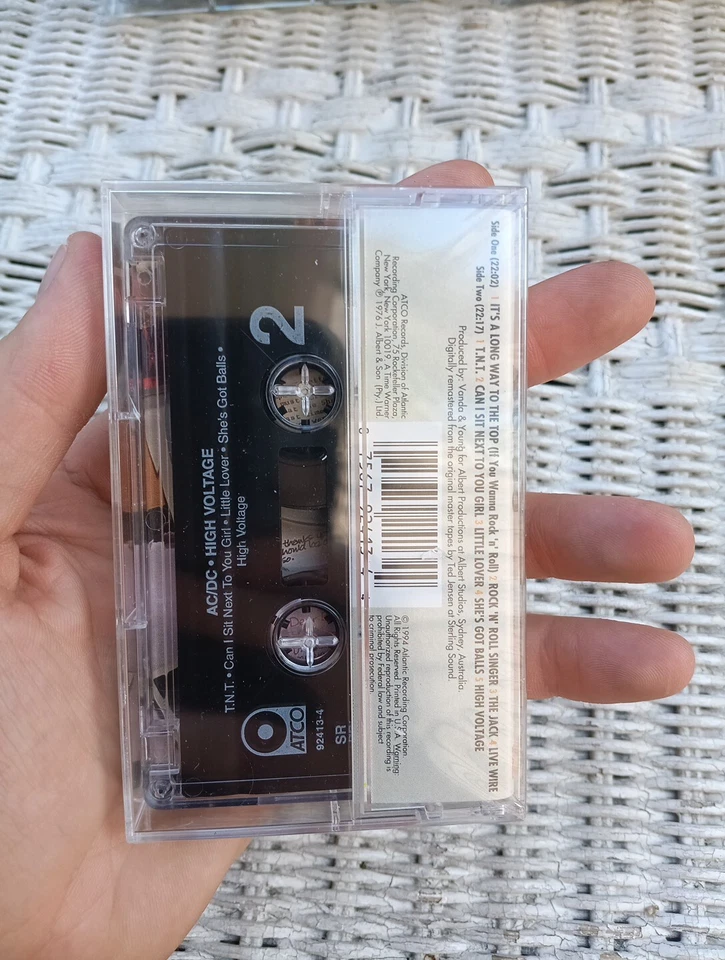 Side One (22:02) 1 IT'S A LONG WAY TO THE TOP (If You Wanna Rock 'n' Roll) 2 ROCK 'N' ROLL SINGER 3 THE JACK 4 LIVE WIRE
Side Two (22:17) 1 T.N.T. 2 CAN I SIT NEXT TO YOU GIRL 3 LITTLE LOVER 4 SHE'S GOT BALLS 5 HIGH VOLTAGE
Produced by: Vanda & Young for Albert Productions at Albert Studios, Sydney, Australia.
Digitally remastered from the original master tapes by Ted Jensen at Sterling Sound.
ATCO Records, Division of Atlantic
Recording Corporation, 75 Rockefeller Plaza,
New York, New York 10019. A Time Warner
Company ℗ 1976 J. Albert & Son (Pty.) Ltd
© 1994 Atlantic Recording Corporation
All Rights Reserved. Printed in U.S.A. Warning:
Unauthorized reproduction of this recording is
prohibited by Federal law and subject
to criminal prosecution
2
AC/DC • HIGH VOLTAGE
T.N.T. • Can I Sit Next To You Girl • Little Lover • She's Got Balls •
High Voltage
ATCO
92413-4
SR